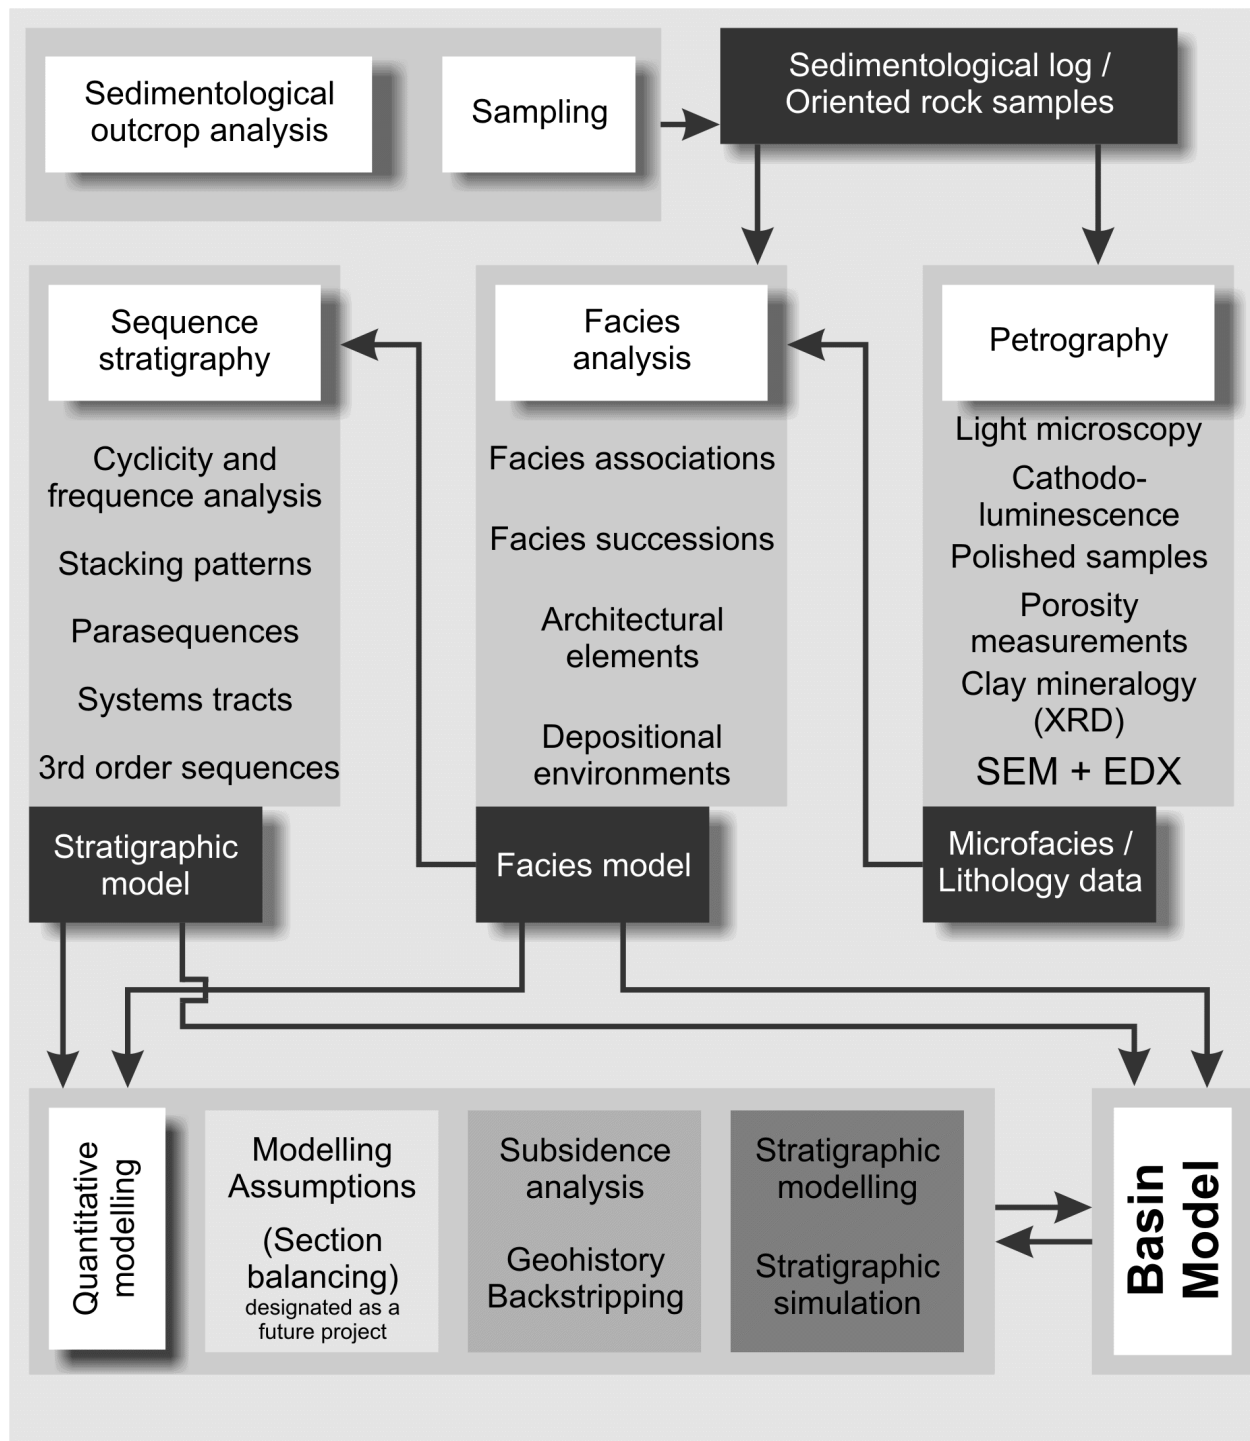 Sedimentological
outcrop analysis
Sampling
Sedimentological log /
Oriented rock samples
Sequence
stratigraphy
Cyclicity and
frequence analysis
Stacking patterns
Parasequences
Systems tracts
3rd order sequences
Stratigraphic
model
Facies
analysis
Facies associations
Facies successions
Architectural
elements
Depositional
environments
Facies model
Petrography
Light microscopy
Cathodo-
luminescence
Polished samples
Porosity
measurements
Clay mineralogy
(XRD)
SEM + EDX
Microfacies /
Lithology data
Quantitative
modelling
Modelling
Assumptions
(Section
balancing)
designated as a
future project
Subsidence
analysis
Geohistory
Backstripping
Stratigraphic
modelling
Stratigraphic
simulation
Basin
Model